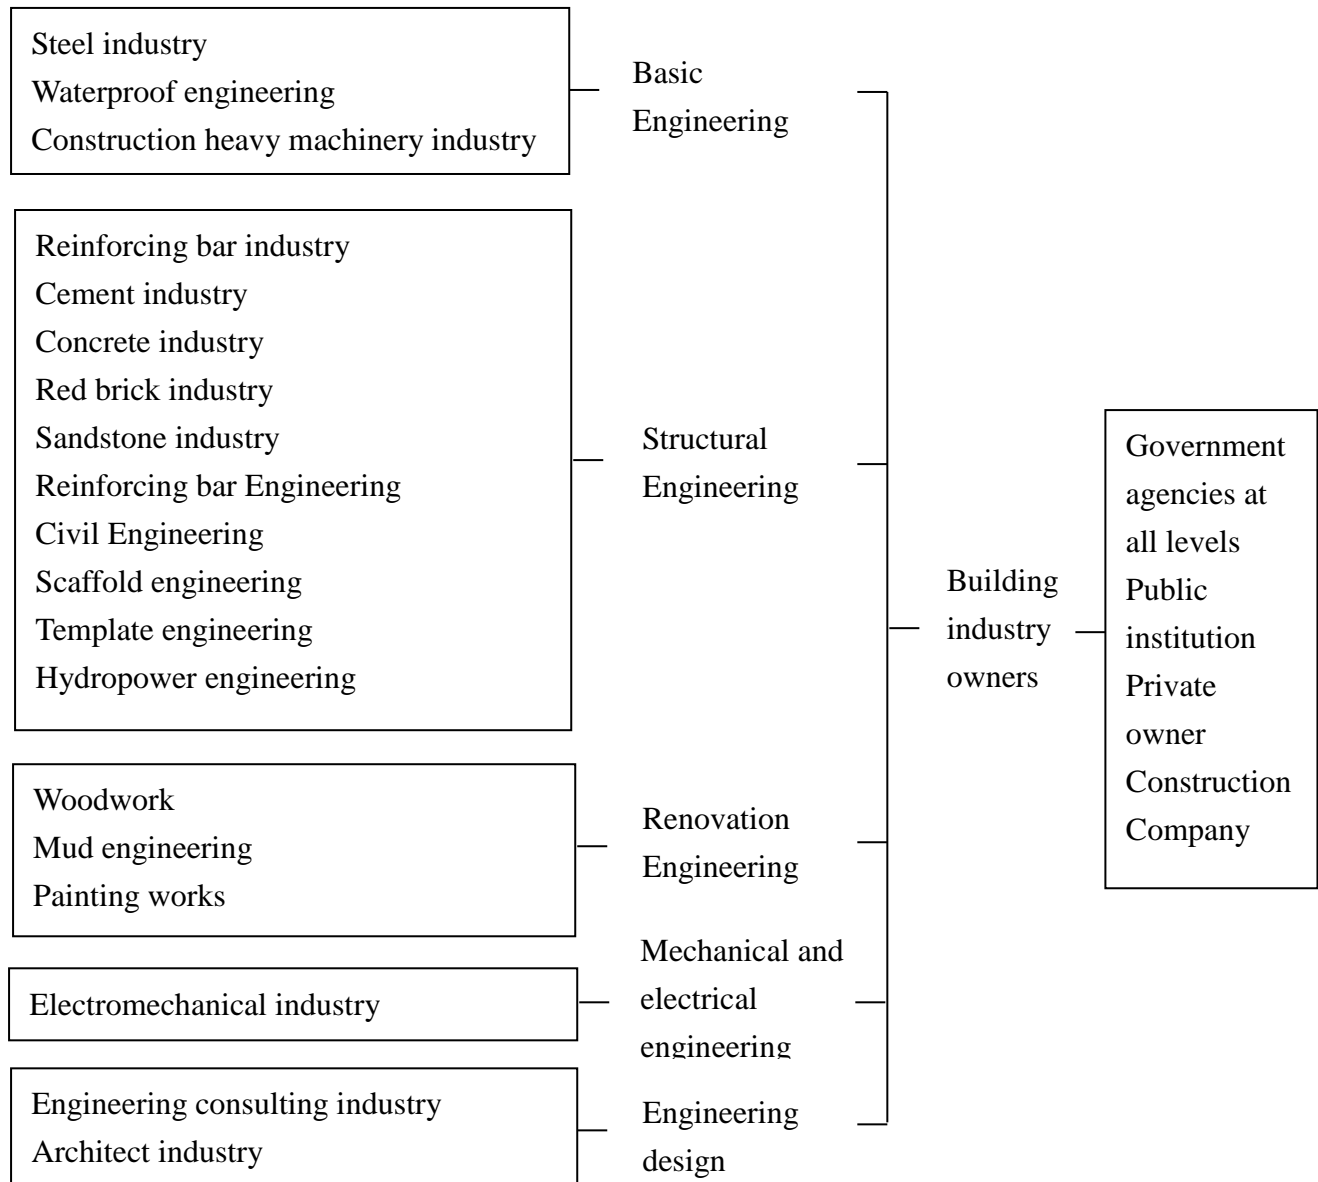 Steel industry
Waterproof engineering
Construction heavy machinery industry
Basic
Engineering
Reinforcing bar industry
Cement industry
Concrete industry
Red brick industry
Sandstone industry
Reinforcing bar Engineering
Civil Engineering
Scaffold engineering
Template engineering
Hydropower engineering
Structural
Engineering
Woodwork
Mud engineering
Painting works
Renovation
Engineering
Electromechanical industry
Mechanical and
electrical
engineering
Engineering consulting industry
Architect industry
Engineering
design
Building
industry
owners
Government
agencies at
all levels
Public
institution
Private
owner
Construction
Company